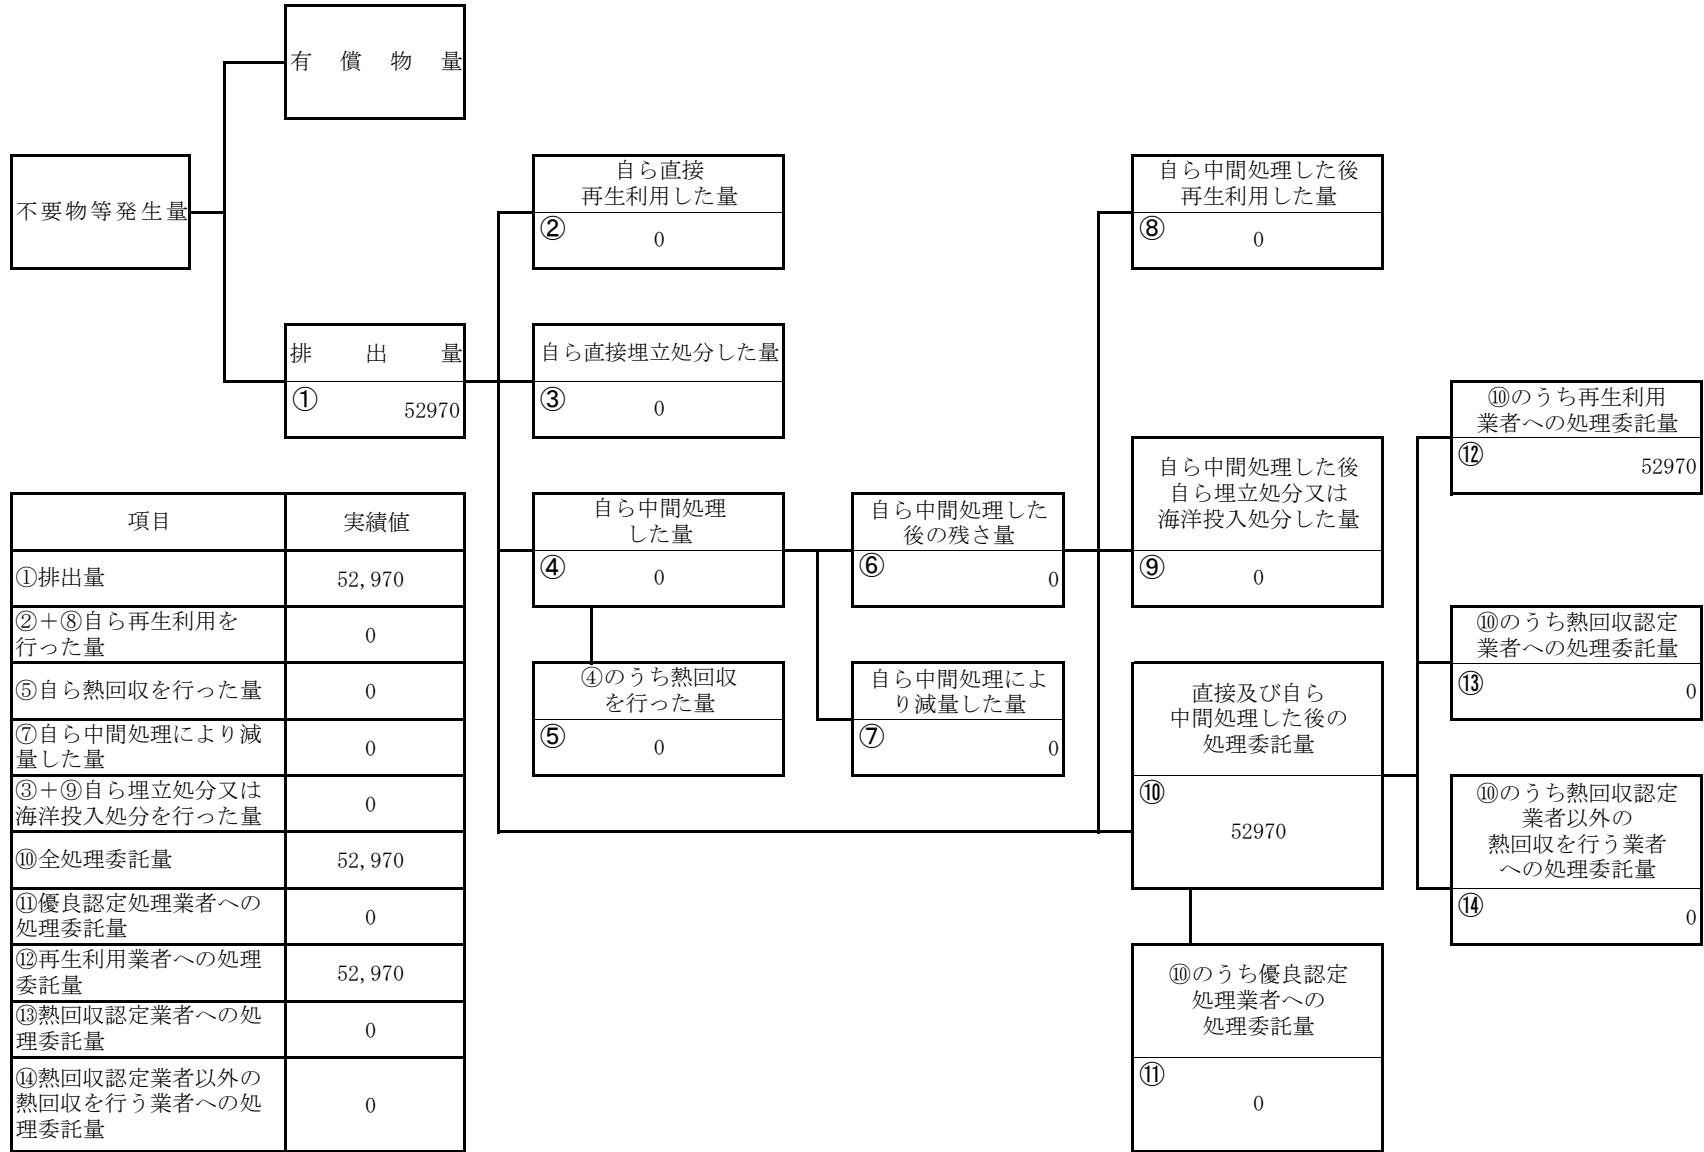 有償物量
不要物等発生量
排出量
①
52970
自ら直接
再生利用した量
②
0
自ら直接埋立処分した量
③
0
自ら中間処理
した量
④
0
④のうち熱回収
を行った量
⑤
0
自ら中間処理した
後の残さ量
⑥
0
自ら中間処理によ
り減量した量
⑦
0
自ら中間処理した後
再生利用した量
⑧
0
自ら中間処理した後
自ら埋立処分又は
海洋投入処分した量
⑨
0
直接及び自ら
中間処理した後の
処理委託量
⑩
52970
⑩のうち優良認定
処理業者への
処理委託量
⑪
0
⑩のうち再生利用
業者への処理委託量
⑫
52970
⑩のうち熱回収認定
業者への処理委託量
⑬
0
⑩のうち熱回収認定
業者以外の
熱回収を行う業者
への処理委託量
⑭
0
項目 実績値
①排出量 52,970
②＋⑧自ら再生利用を
行った量 0
⑤自ら熱回収を行った量 0
⑦自ら中間処理により減
量した量 0
③＋⑨自ら埋立処分又は
海洋投入処分を行った量 0
⑩全処理委託量 52,970
⑪優良認定処理業者への
処理委託量 0
⑫再生利用業者への処理
委託量 52,970
⑬熱回収認定業者への処
理委託量 0
⑭熱回収認定業者以外の
熱回収を行う業者への処
理委託量 0